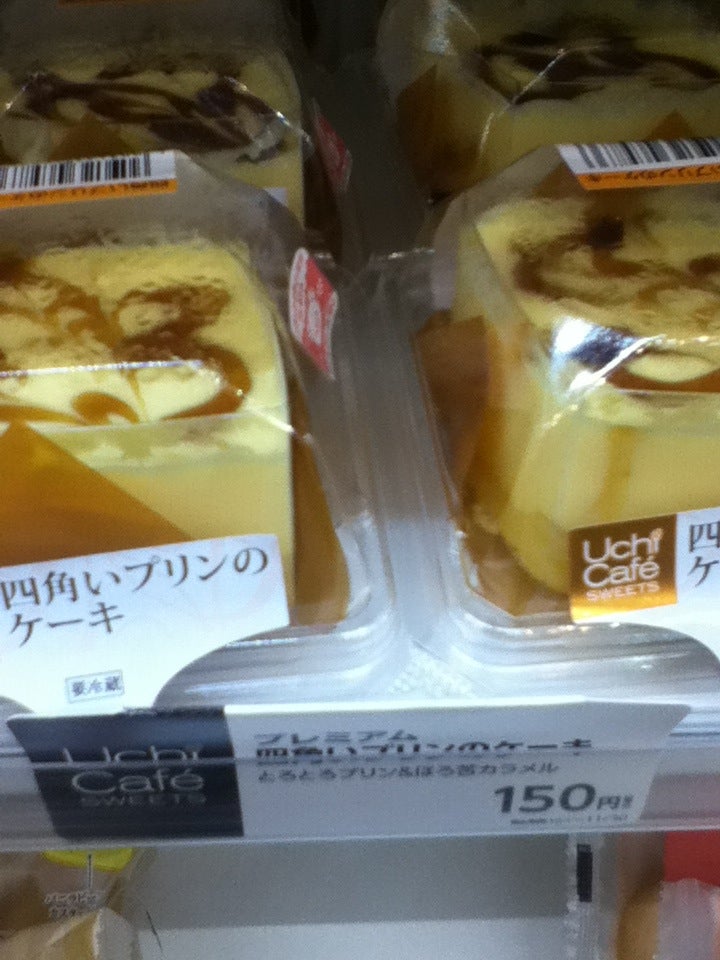 四角いプリンの
ケーキ
要冷蔵
Uchi
Café
SWEETS
四
ケ
Uchi
Café
SWEETS
プレミアム
四角いプリンのケーキ
とろとろプリン&ほろ苦カラメル
150円